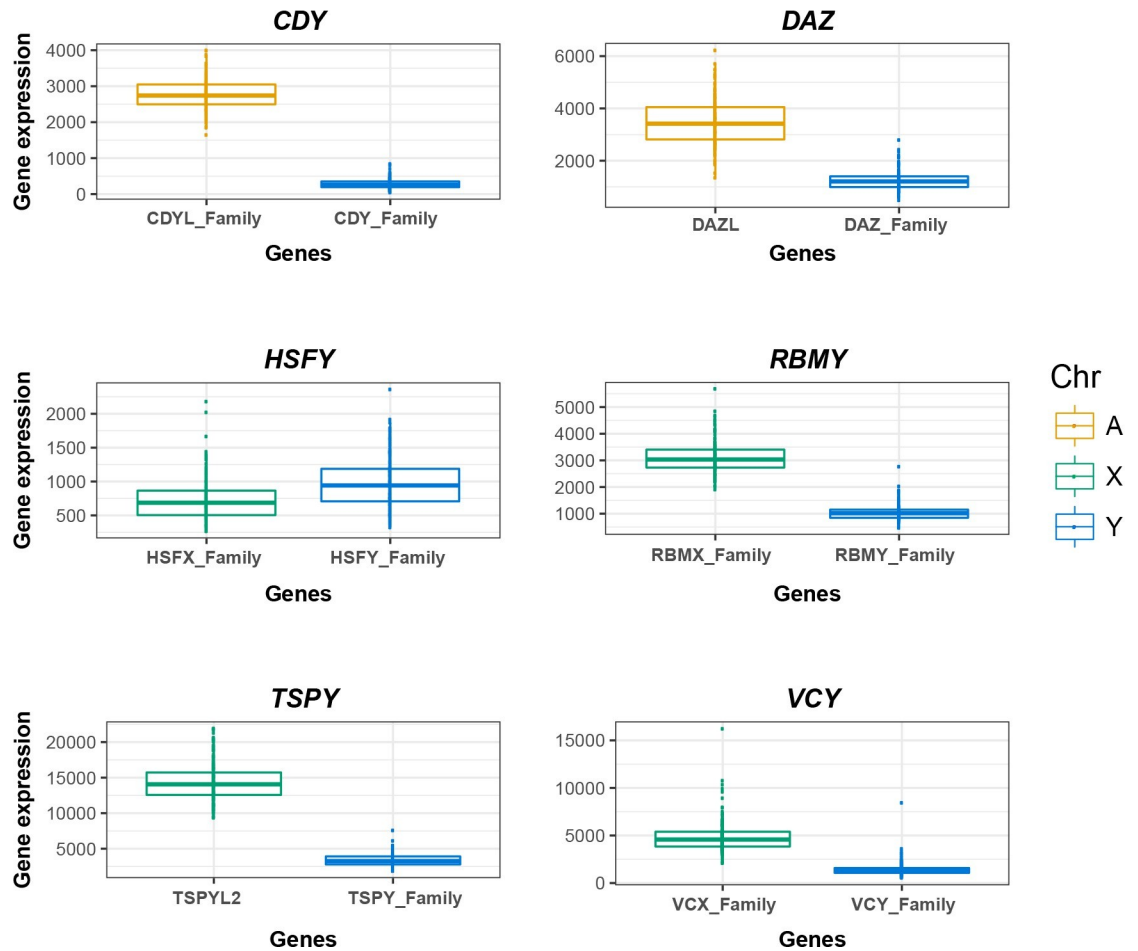 CDY
Gene expression
4000
3000
2000
1000
0
CDYL_Family CDY_Family
Genes
DAZ
6000
4000
2000
DAZL DAZ_Family
Genes
HSFY
Gene expression
2000
1500
1000
500
HSFX_Family HSFY_Family
Genes
RBMY
5000
4000
3000
2000
1000
RBMX_Family RBMY_Family
Genes
Chr
A
X
Y
TSPY
Gene expression
20000
15000
10000
5000
TSPYL2 TSPY_Family
Genes
VCY
15000
10000
5000
0
VCX_Family VCY_Family
Genes